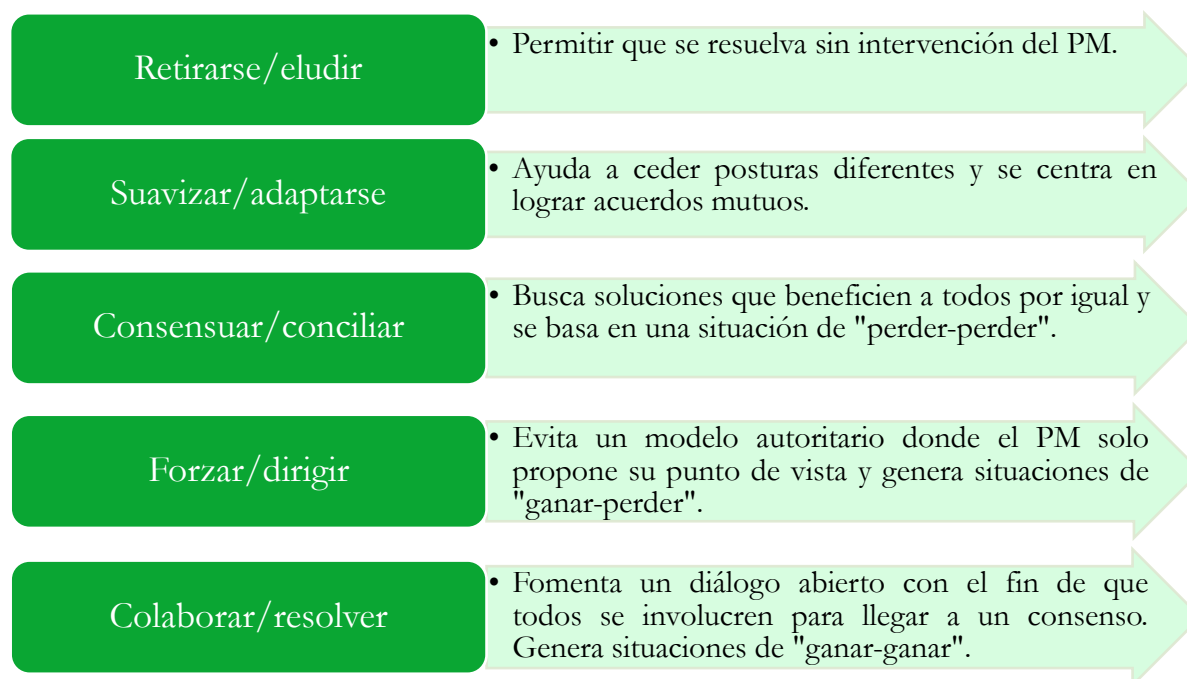 Retirarse/eludir
• Permitir que se resuelva sin intervención del PM.
Suavizar/adaptarse
• Ayuda a ceder posturas diferentes y se centra en
lograr acuerdos mutuos.
Consensuar/conciliar
• Busca soluciones que beneficien a todos por igual y
se basa en una situación de "perder-perder".
Forzar/dirigir
• Evita un modelo autoritario donde el PM solo
propone su punto de vista y genera situaciones de
"ganar-perder".
Colaborar/resolver
• Fomenta un diálogo abierto con el fin de que
todos se involucren para llegar a un consenso.
Genera situaciones de "ganar-ganar".